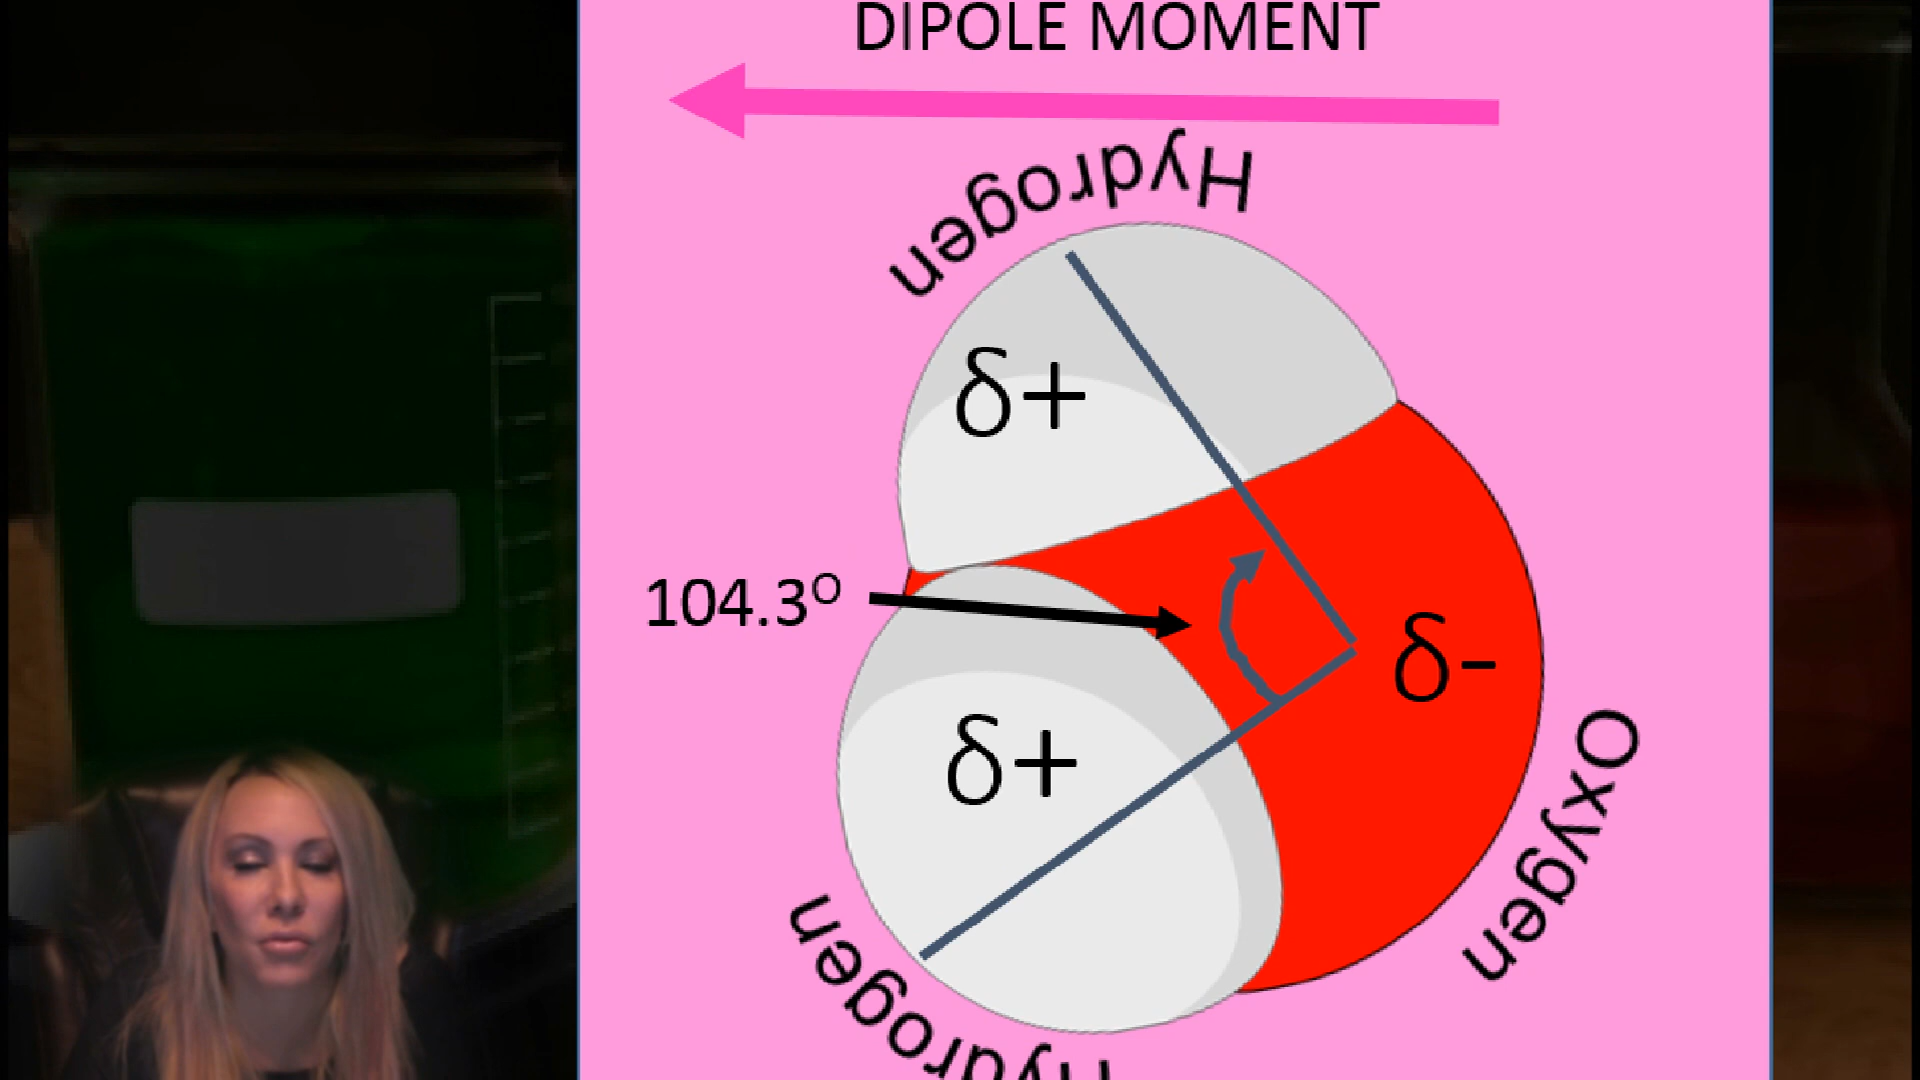 DIPOLE MOMENT
Hydrogen
δ+
104.3O
δ-
δ+
Oxygen
Hydrogen